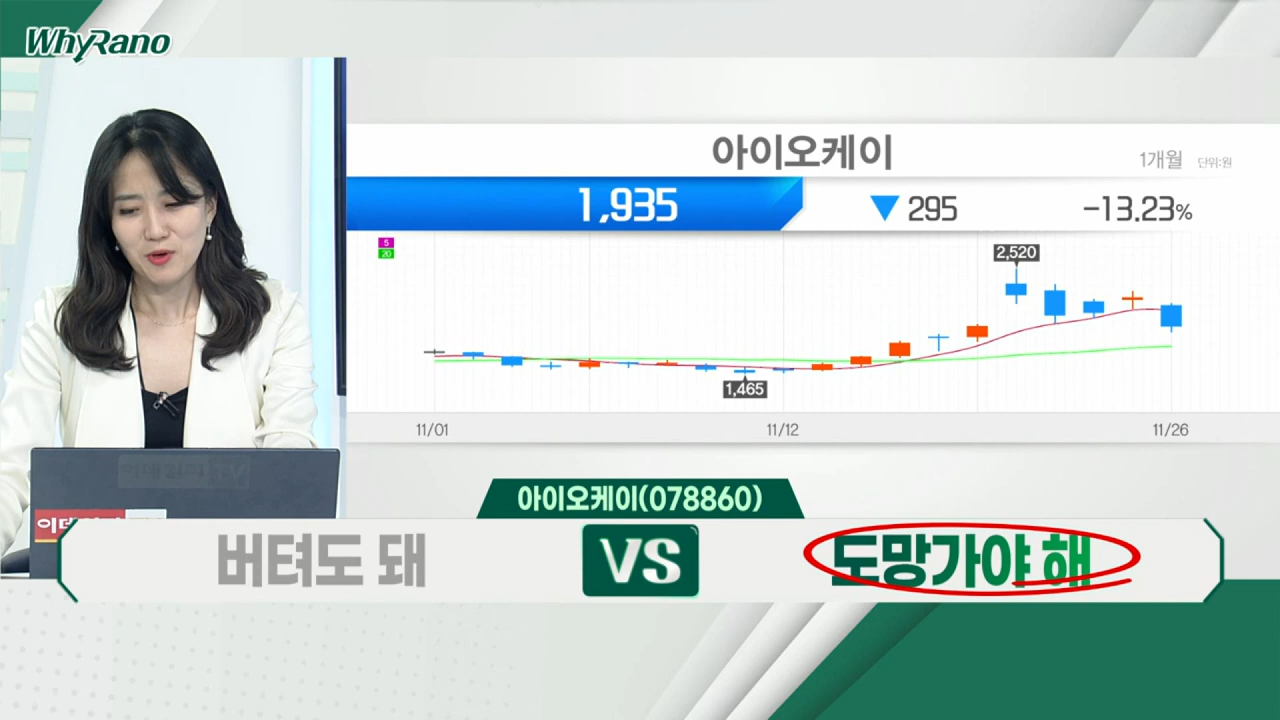 WhyRano
아이오케이
1개월 단위:원
1,935 ▼ 295 -13.23%
5
20
2,520
1,465
11/01 11/12 11/26
아이오케이(078860)
버텨도 돼 VS 도망가야 해